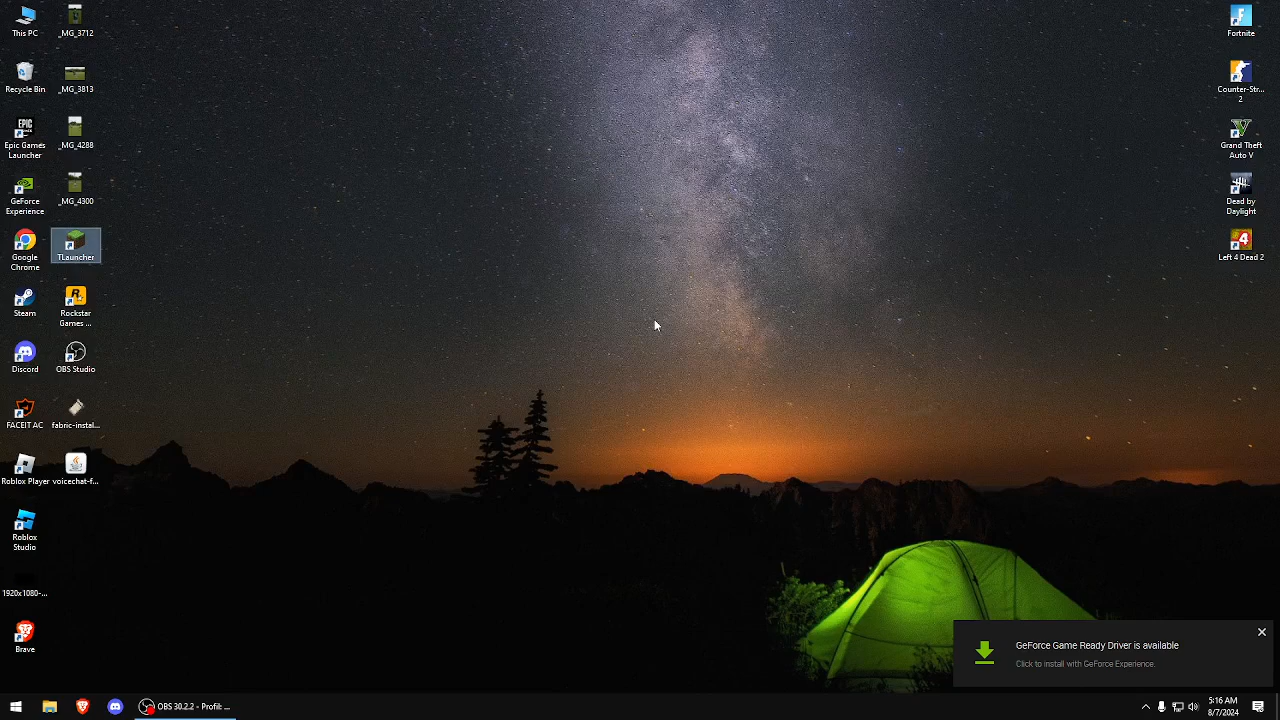 This PC
_MG_3712
Recycle Bin
_MG_3813
EPIC
GAMES
Epic Games
Launcher
_MG_4288
GeForce
Experience
_MG_4300
Google
Chrome
TLauncher
Steam
R
Rockstar
Games ...
Discord
OBS Studio
FACEIT AC
fabric-instal...
Roblox Player
voicechat-f...
Roblox
Studio
1920x1080-...
Brave
Fortnite
Counter-Str...
2
V
Grand Theft
Auto V
Dead by
Daylight
4
Left 4 Dead 2
GeForce Game Ready Driver is available
Click to install with GeForce Experience.
OBS 30.2.2 - Profil: ...
5:16 AM
8/7/2024